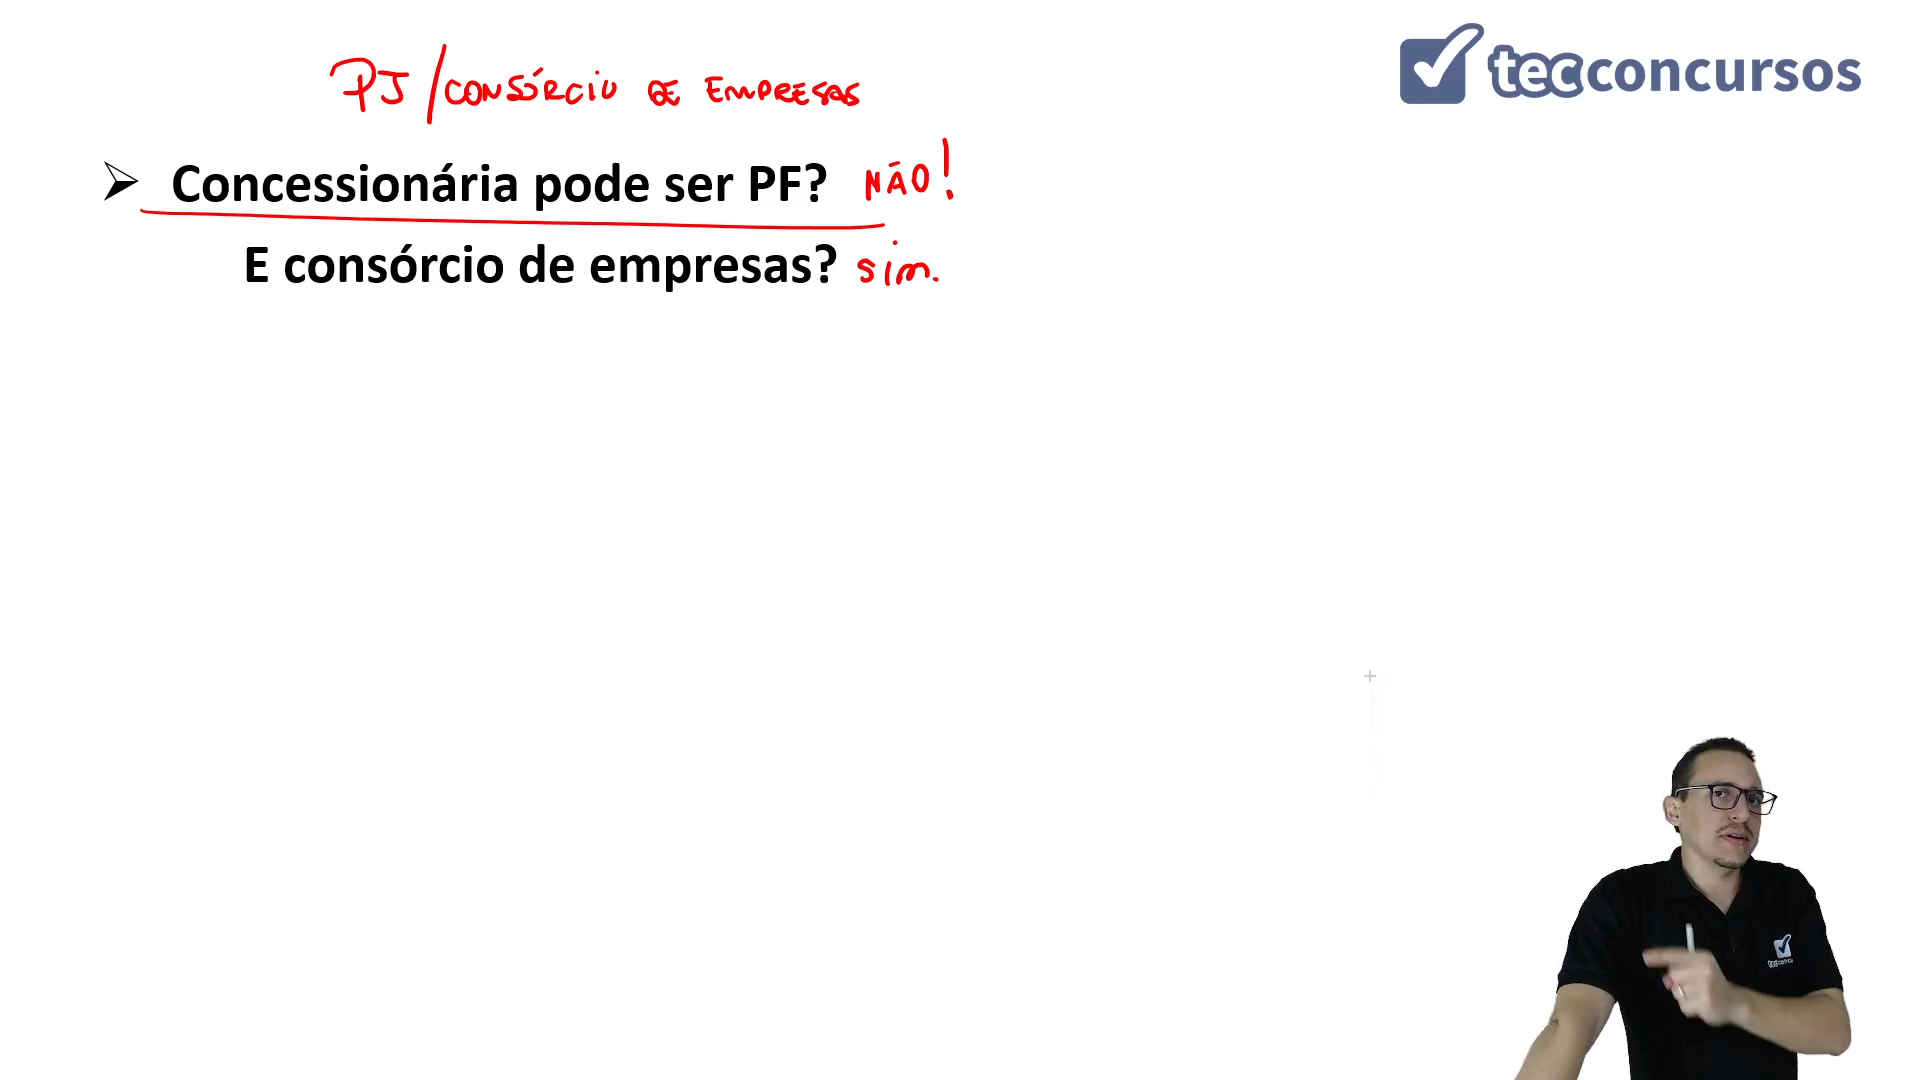 tecconcursos
PJ / CONSÓRCIO DE EMPRESAS
Concessionária pode ser PF? NÃO!
E consórcio de empresas? Sim.